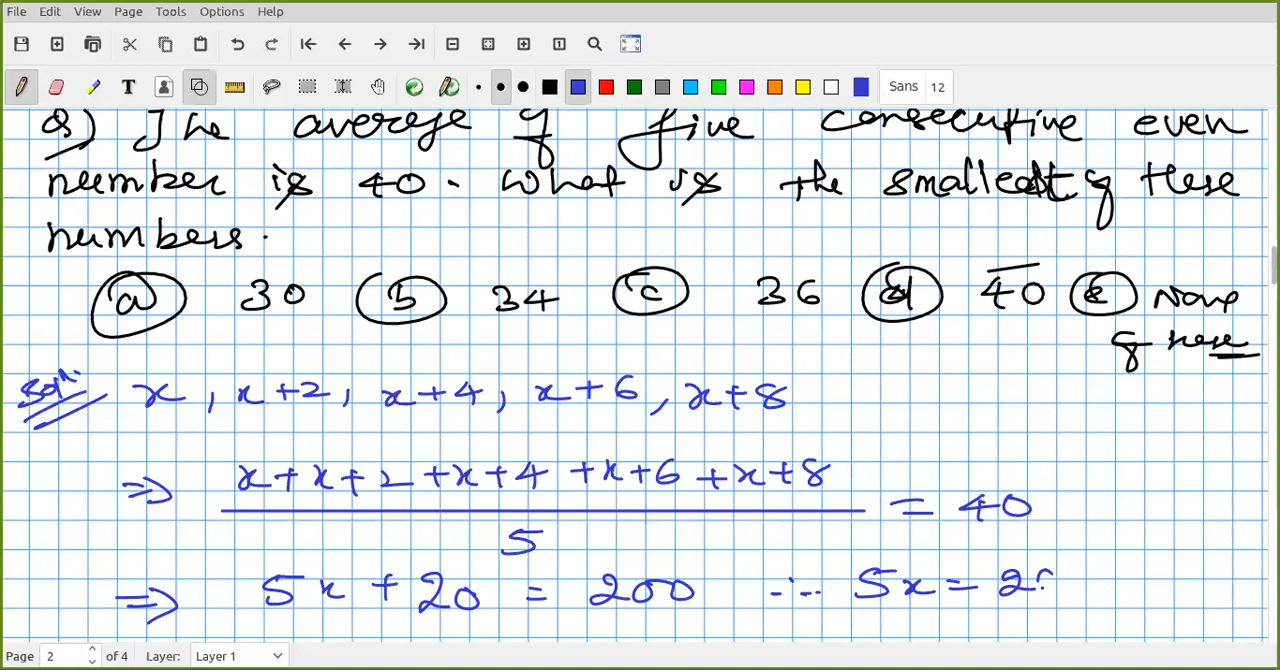 File Edit View Page Tools Options Help
Sans 12
Q) The average of five consecutive even
number is 40. What is the smallest of these
numbers.
(a) 30 (b) 34 (c) 36 (d) 40 (e) None
of these
Soln. x, x+2, x+4, x+6, x+8
⇒ x+x+2+x+4+x+6+x+8
= 40
5
⇒ 5x+20 = 200 ∴ 5x = 20
Page 2 of 4 Layer: Layer 1